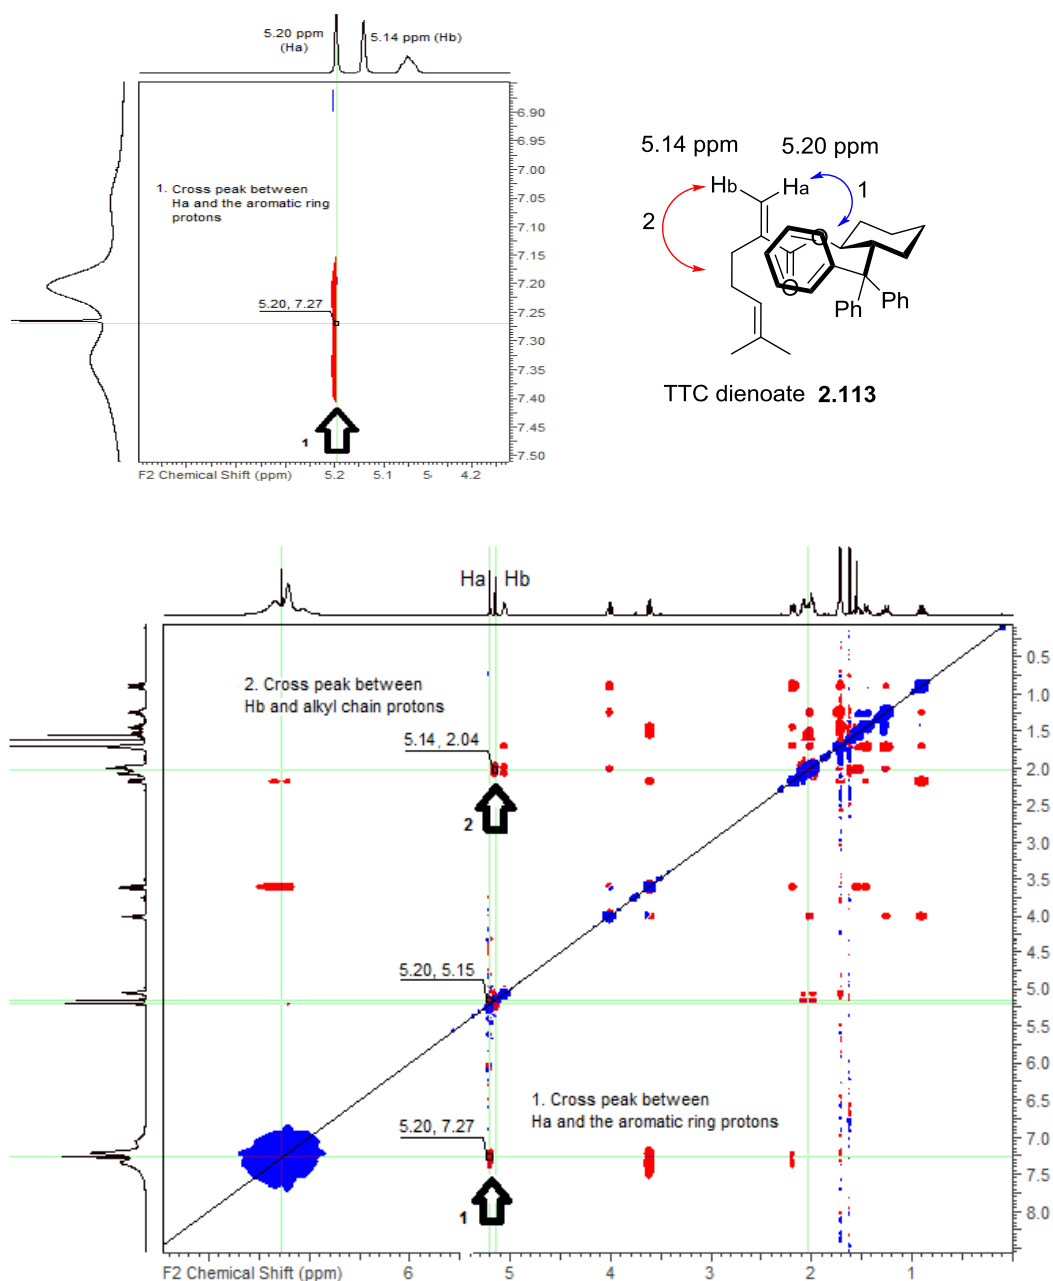 5.20 ppm
(Ha)
5.14 ppm (Hb)
1. Cross peak between
Ha and the aromatic ring
protons
5.20, 7.27
1
6.90
6.95
7.00
7.05
7.10
7.15
7.20
7.25
7.30
7.35
7.40
7.45
7.50
F2 Chemical Shift (ppm)
5.2
5.1
5
4.2
5.14 ppm
5.20 ppm
Hb
Ha
1
2
O
O
Ph
Ph
TTC dienoate 2.113
Ha
Hb
2. Cross peak between
Hb and alkyl chain protons
5.14, 2.04
2
5.20, 5.15
1. Cross peak between
Ha and the aromatic ring protons
5.20, 7.27
1
0.5
1.0
1.5
2.0
2.5
3.0
3.5
4.0
4.5
5.0
5.5
6.0
6.5
7.0
7.5
8.0
F2 Chemical Shift (ppm)
6
5
4
3
2
1